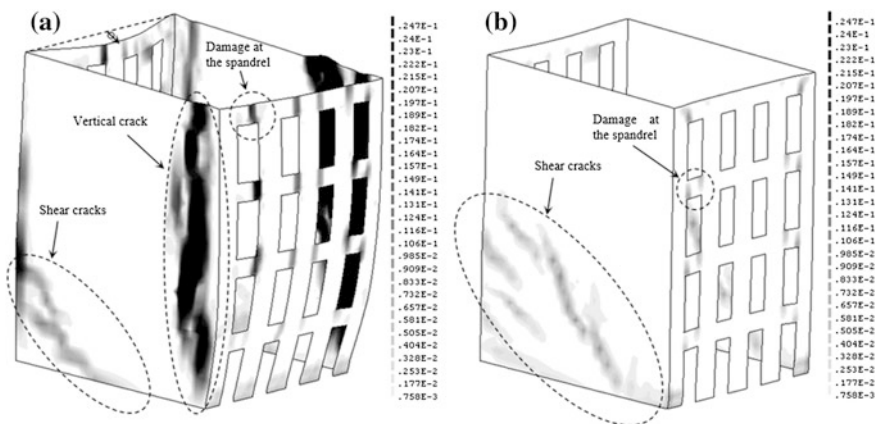 (a)
Damage at
the spandrel
Vertical crack
Shear cracks
.247E-1
.24E-1
.23E-1
.222E-1
.215E-1
.207E-1
.197E-1
.189E-1
.182E-1
.174E-1
.164E-1
.157E-1
.149E-1
.141E-1
.131E-1
.124E-1
.116E-1
.106E-1
.985E-2
.909E-2
.833E-2
.732E-2
.657E-2
.581E-2
.505E-2
.404E-2
.328E-2
.253E-2
.177E-2
.758E-3
(b)
Damage at
the spandrel
Shear cracks
.247E-1
.24E-1
.23E-1
.222E-1
.215E-1
.207E-1
.197E-1
.189E-1
.182E-1
.174E-1
.164E-1
.157E-1
.149E-1
.141E-1
.131E-1
.124E-1
.116E-1
.106E-1
.985E-2
.909E-2
.833E-2
.732E-2
.657E-2
.581E-2
.505E-2
.404E-2
.328E-2
.253E-2
.177E-2
.758E-3